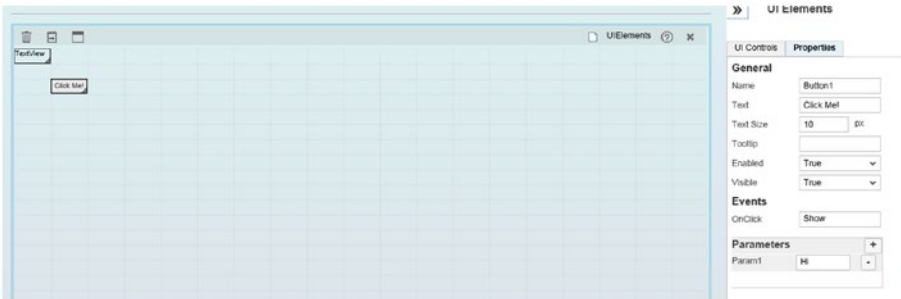 UI Elements
UIElements
TextView
Click Me!
UI Controls
Properties
General
Name
Button1
Text
Click Me!
Text Size
10
px
Tooltip
Enabled
True
Visible
True
Events
OnClick
Show
Parameters
+
Param1
Hi
-